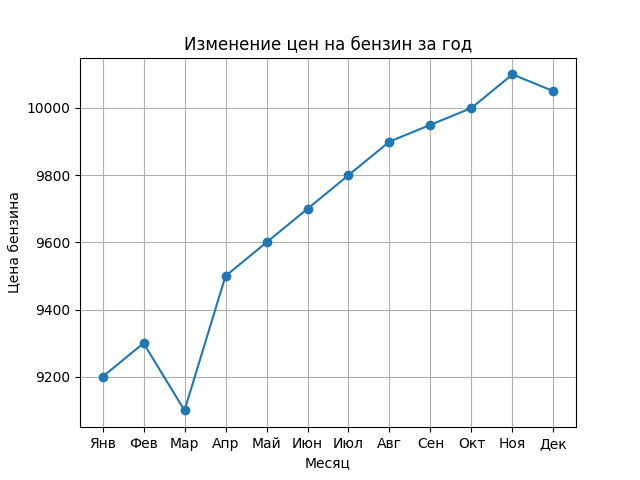 Изменение цен на бензин за год
Цена бензина
10000
9800
9600
9400
9200
Янв Фев Мар Апр Май Июн Июл Авг Сен Окт Ноя Дек
Месяц